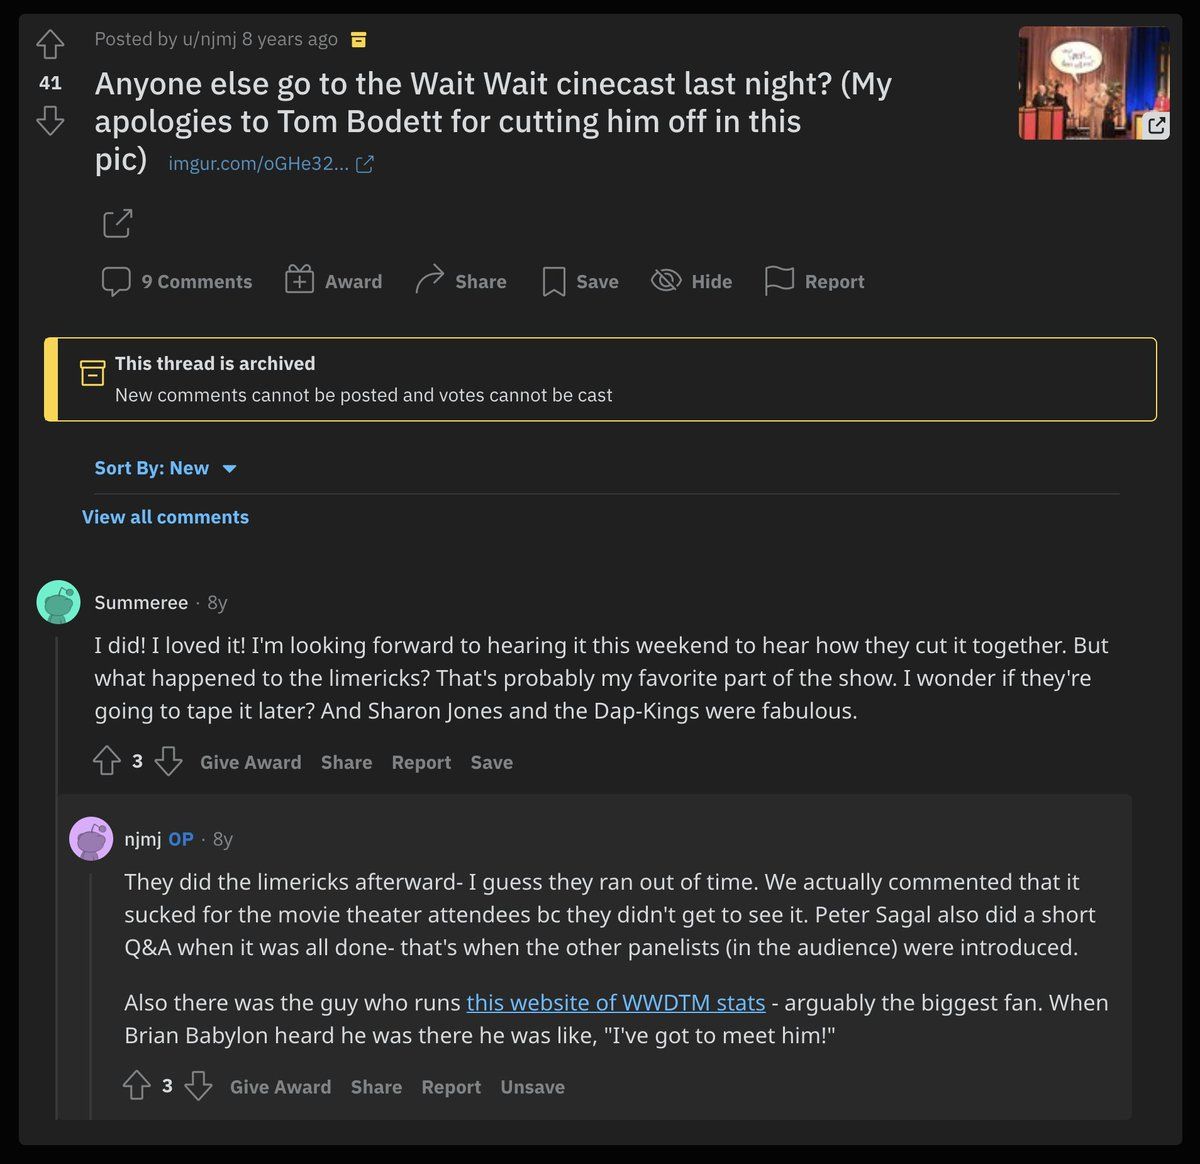 Posted by u/njmj 8 years ago
41
Anyone else go to the Wait Wait cinecast last night? (My
apologies to Tom Bodett for cutting him off in this
pic) imgur.com/oGHe32...
9 Comments Award Share Save Hide Report
This thread is archived
New comments cannot be posted and votes cannot be cast
Sort By: New
View all comments
Summeree · 8y
I did! I loved it! I'm looking forward to hearing it this weekend to hear how they cut it together. But
what happened to the limericks? That's probably my favorite part of the show. I wonder if they're
going to tape it later? And Sharon Jones and the Dap-Kings were fabulous.
3 Give Award Share Report Save
njmj OP · 8y
They did the limericks afterward- I guess they ran out of time. We actually commented that it
sucked for the movie theater attendees bc they didn't get to see it. Peter Sagal also did a short
Q&A when it was all done- that's when the other panelists (in the audience) were introduced.
Also there was the guy who runs this website of WWDTM stats - arguably the biggest fan. When
Brian Babylon heard he was there he was like, "I've got to meet him!"
3 Give Award Share Report Unsave